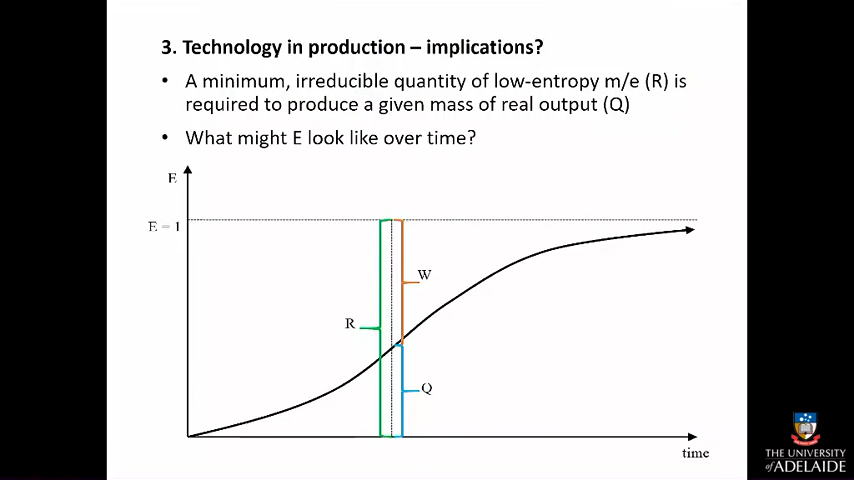 3. Technology in production – implications?
• A minimum, irreducible quantity of low-entropy m/e (R) is
required to produce a given mass of real output (Q)
• What might E look like over time?
E
E = 1
W
R
Q
time
THE UNIVERSITY
of ADELAIDE